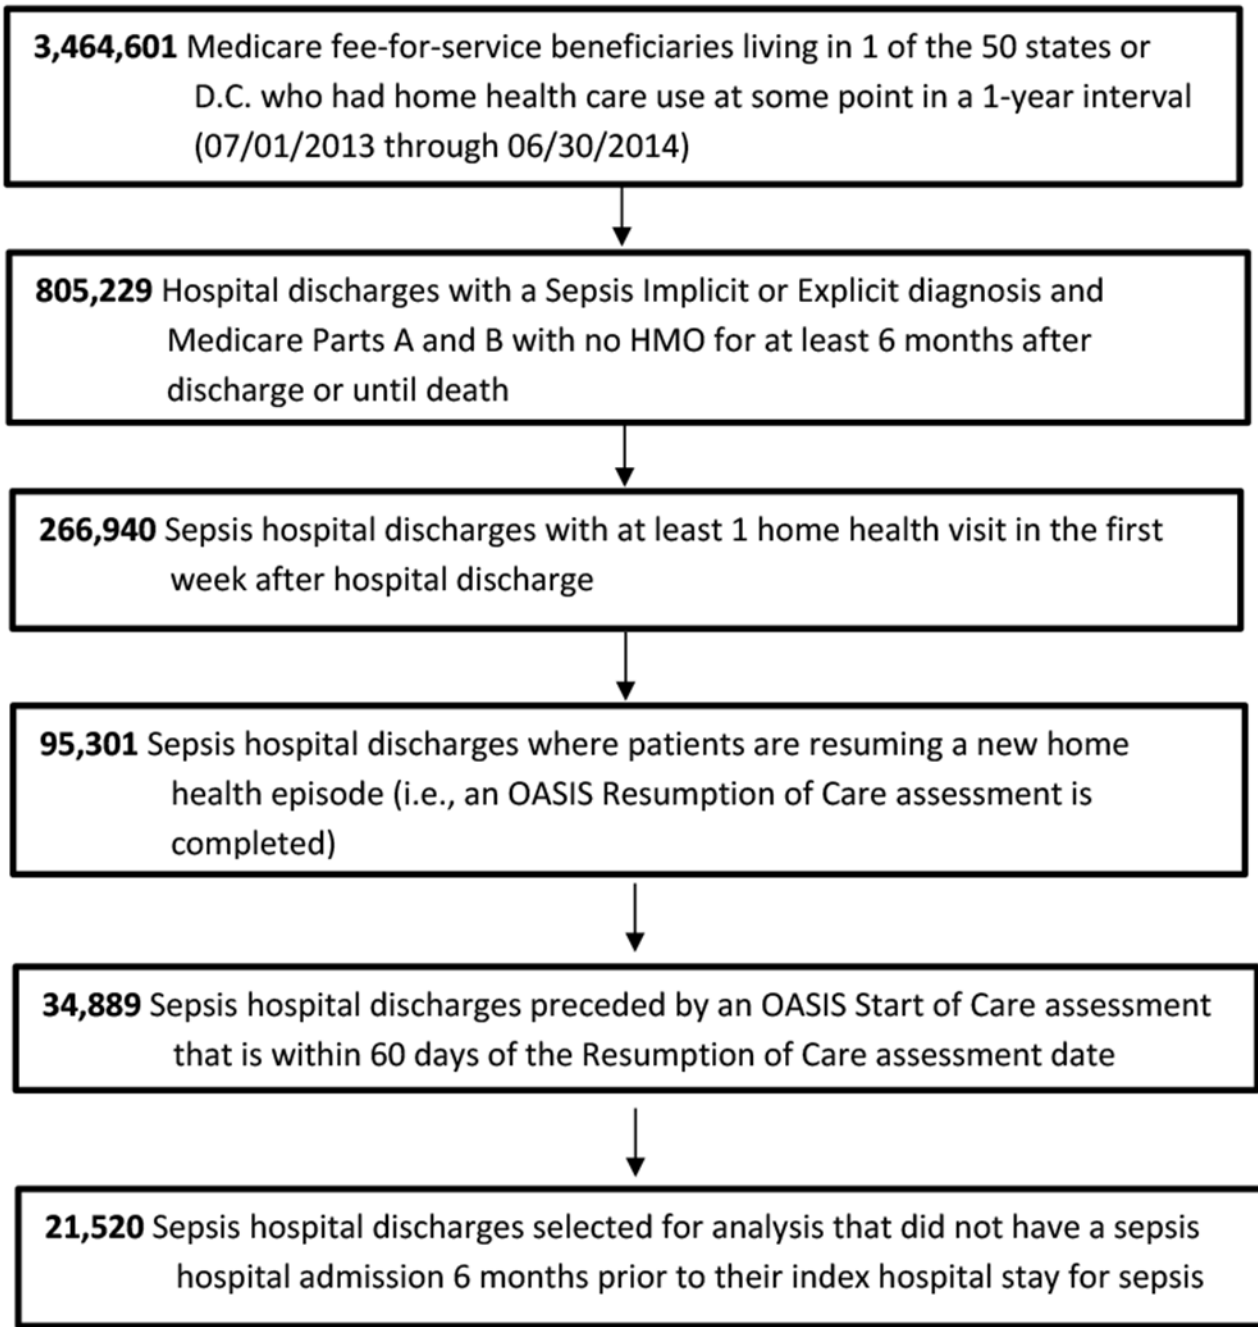 3,464,601 Medicare fee-for-service beneficiaries living in 1 of the 50 states or
D.C. who had home health care use at some point in a 1-year interval
(07/01/2013 through 06/30/2014)
805,229 Hospital discharges with a Sepsis Implicit or Explicit diagnosis and
Medicare Parts A and B with no HMO for at least 6 months after
discharge or until death
266,940 Sepsis hospital discharges with at least 1 home health visit in the first
week after hospital discharge
95,301 Sepsis hospital discharges where patients are resuming a new home
health episode (i.e., an OASIS Resumption of Care assessment is
completed)
34,889 Sepsis hospital discharges preceded by an OASIS Start of Care assessment
that is within 60 days of the Resumption of Care assessment date
21,520 Sepsis hospital discharges selected for analysis that did not have a sepsis
hospital admission 6 months prior to their index hospital stay for sepsis